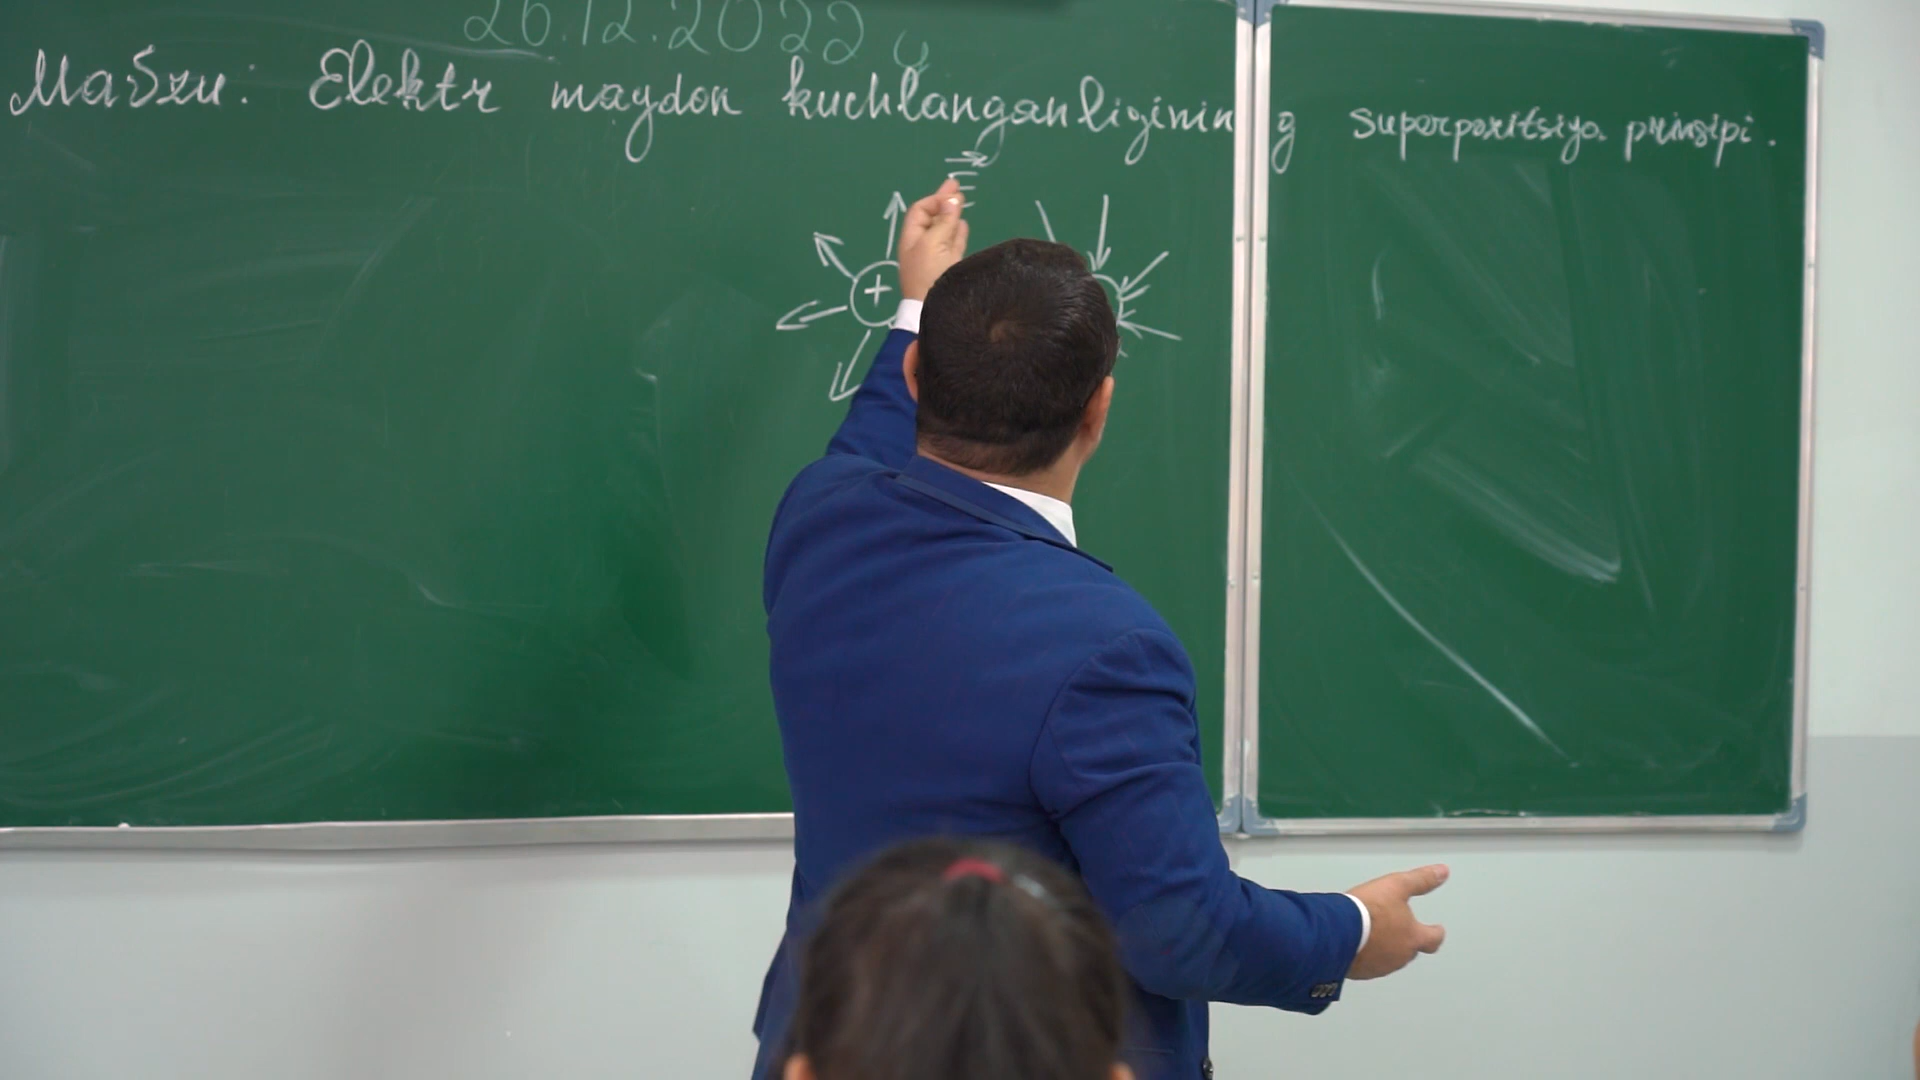 26.12.2022 y
Mavzu: Elektr maydon kuchlanganligining superpozitsiya prinsipi.
E
+